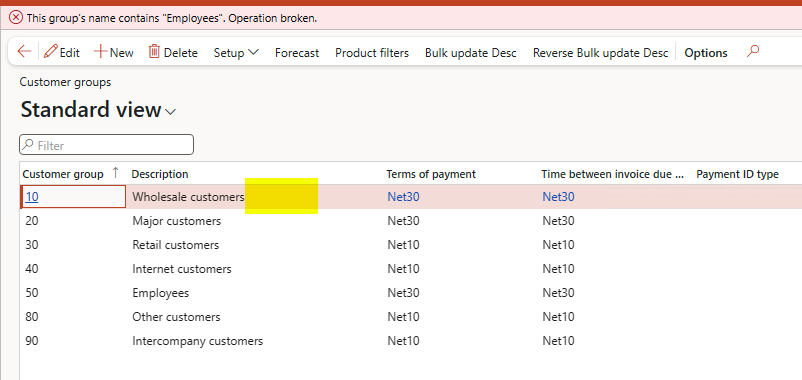 This group's name contains "Employees". Operation broken.
Edit New Delete Setup Forecast Product filters Bulk update Desc Reverse Bulk update Desc Options
Customer groups
Standard view
Filter
Customer group Description Terms of payment Time between invoice due ... Payment ID type
10 Wholesale customers Net30 Net30
20 Major customers Net30 Net30
30 Retail customers Net10 Net10
40 Internet customers Net10 Net10
50 Employees Net30 Net30
80 Other customers Net10 Net10
90 Intercompany customers Net10 Net10